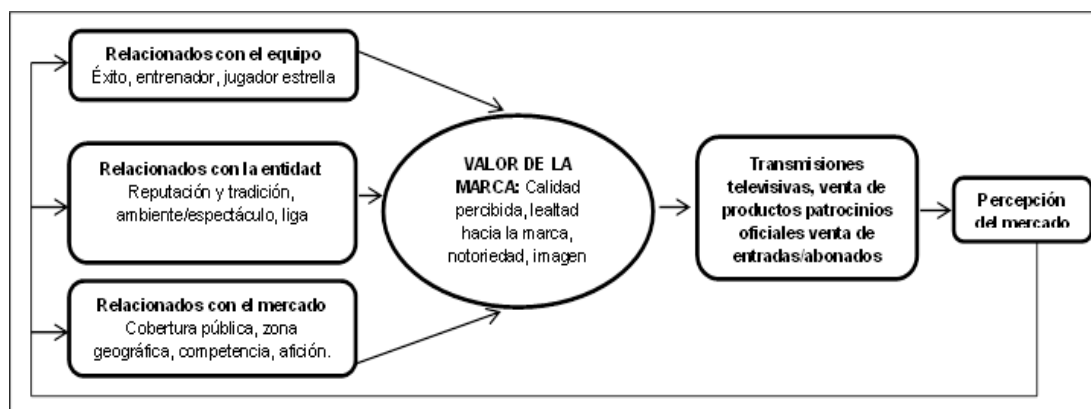 Relacionados con el equipo
Éxito, entrenador, jugador estrella
Relacionados con la entidad:
Reputación y tradición,
ambiente/espectáculo, liga
Relacionados con el mercado
Cobertura pública, zona
geográfica, competencia, afición.
VALOR DE LA
MARCA: Calidad
percibida, lealtad
hacia la marca,
notoriedad, imagen
Transmisiones
televisivas, venta de
productos patrocinios
oficiales venta de
entradas/abonados
Percepción
del mercado